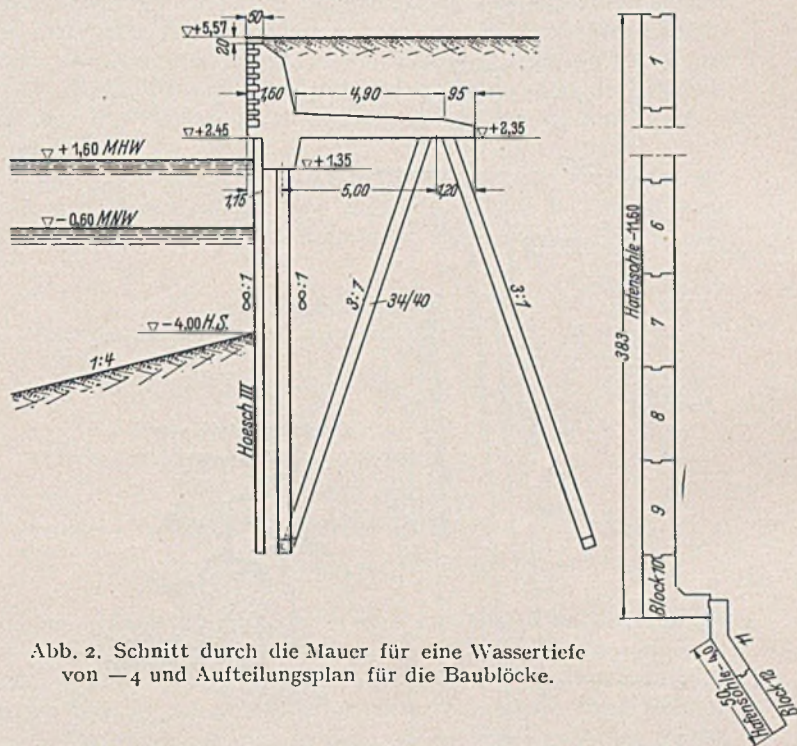 50
▽+5,57
20
1,60
4,90
95
▽+2.45
▽+2,35
▽+1,60 MHW
▽+1.35
1,15
5,00
1,20
▽-0,60 MNW
∞:1
∞:1
3:1
34/40
3:1
▽-4,00 H.S.
1:4
Hoesch III
383
Hafensohle -11.60
1
6
7
8
9
Block 10
11
Block 12
50
Hafensohle -4,0
Abb. 2. Schnitt durch die Mauer für eine Wassertiefe
von —4 und Aufteilungsplan für die Baublöcke.